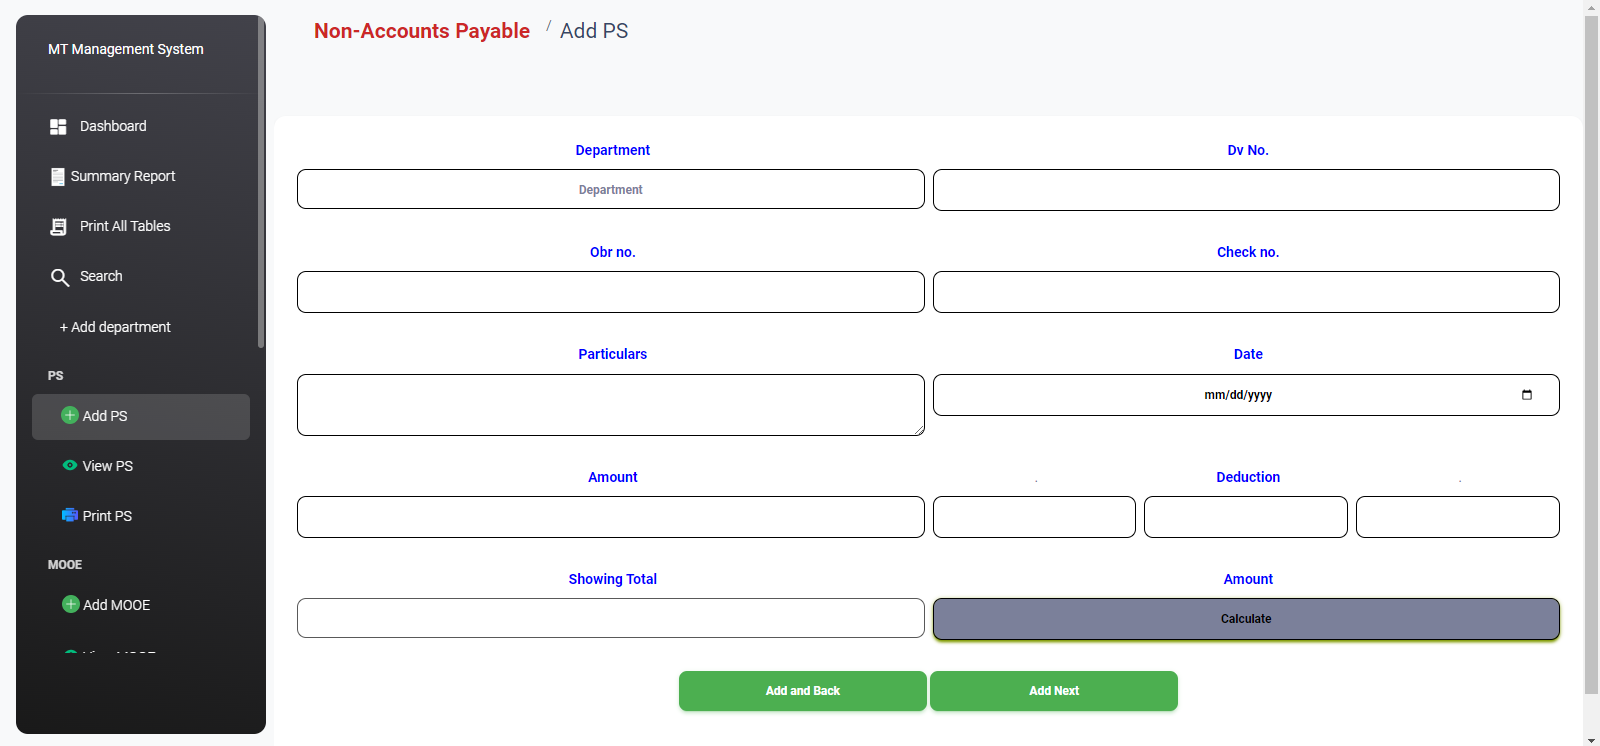 MT Management System
Dashboard
Summary Report
Print All Tables
Search
+ Add department
PS
Add PS
View PS
Print PS
MOOE
Add MOOE
Non-Accounts Payable / Add PS
Department
Department
Dv No.
Obr no.
Check no.
Particulars
Date
mm/dd/yyyy
Amount
. Deduction .
Showing Total
Amount
Calculate
Add and Back
Add Next